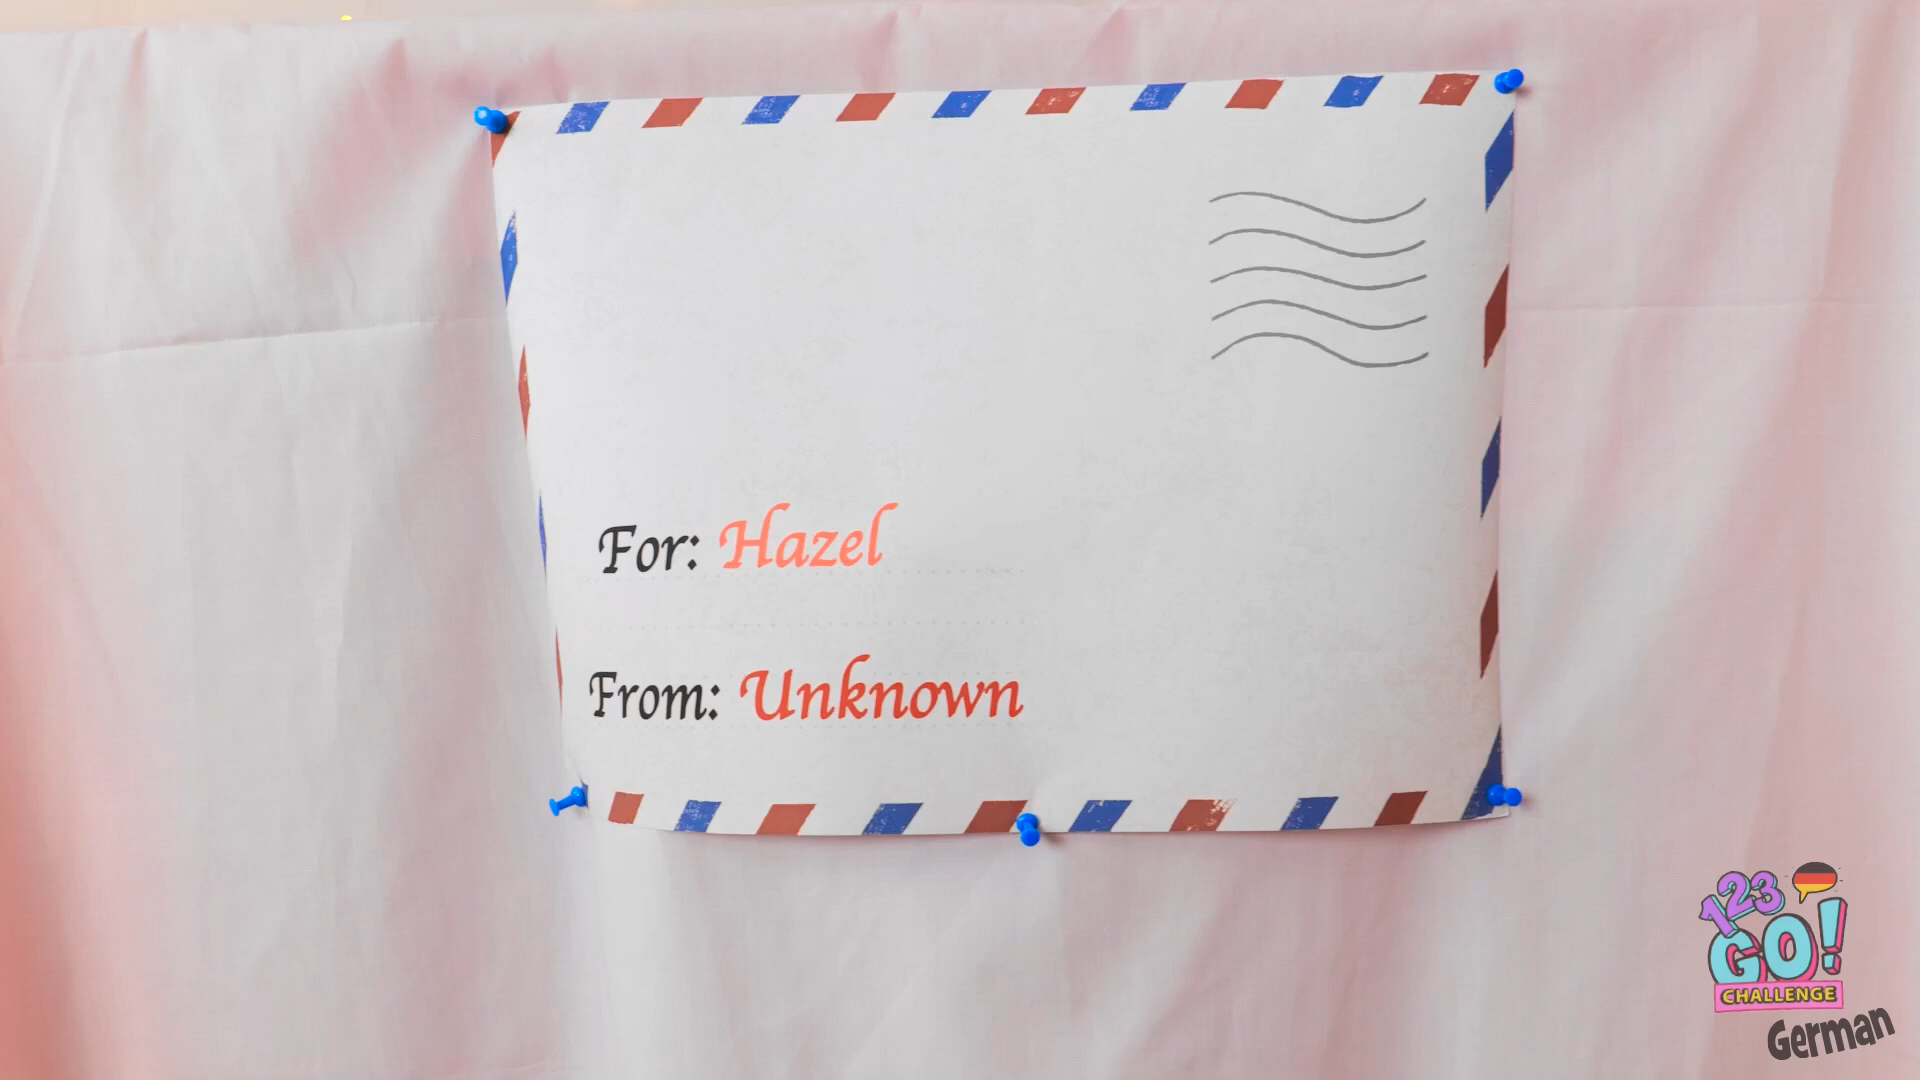 For: Hazel
From: Unknown
123
GO!
CHALLENGE
German